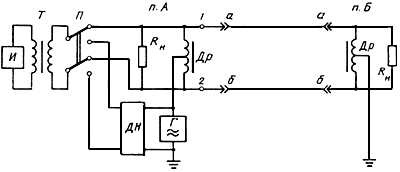 п. А
п. Б
Т
П
1
а
а
И
Rн
Др
Др
Rн
2
б
б
ДН
Г
≈